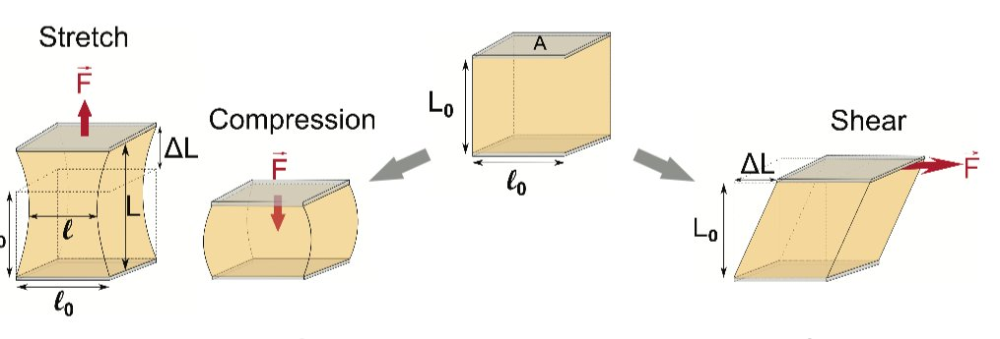 Stretch
F⃗
ΔL
L
ℓ
ℓ₀
Compression
F⃗
A
L₀
ℓ₀
Shear
ΔL
F⃗
L₀